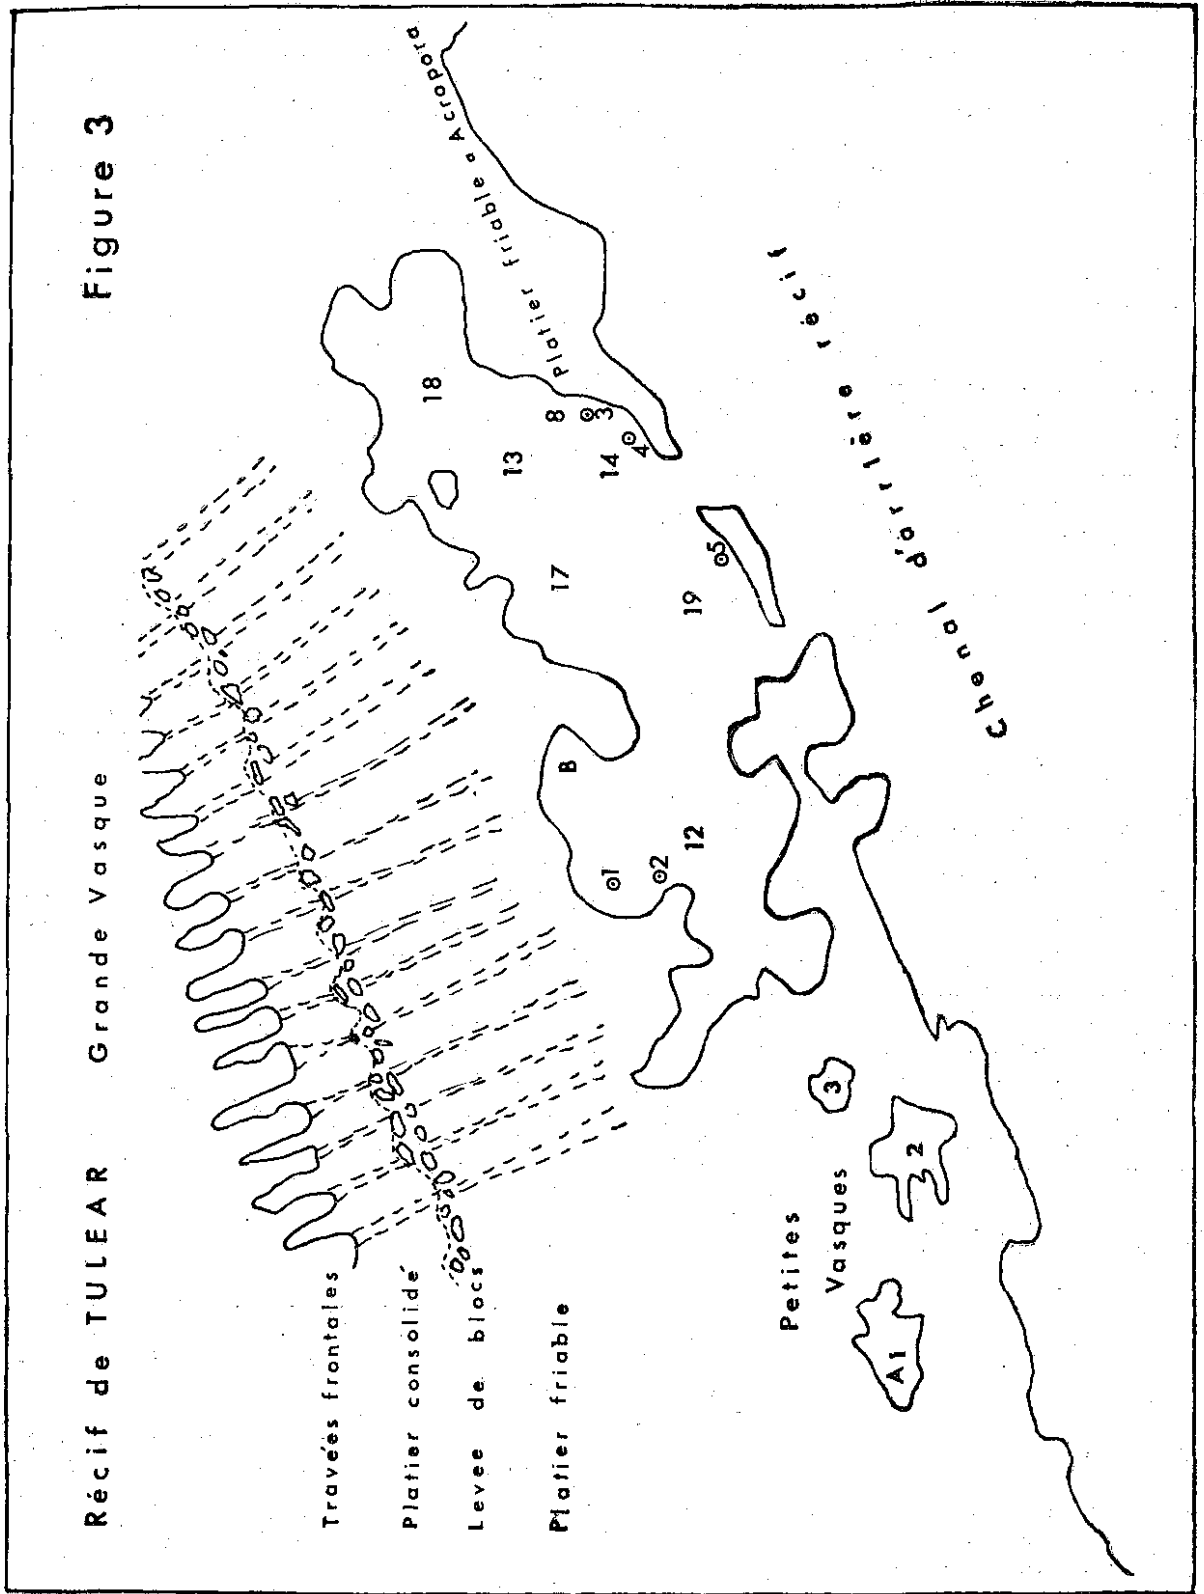 Récif de TULEAR Grande Vasque Figure 3
Travées frontales
Platier consolidé
Levee de blocs
Platier friable
Platier friable a Acropora
18
13
8
3
14
4
17
19
5
B
1
2
12
Petites
Vasques
3
2
A1
Chenal d'arrière récif